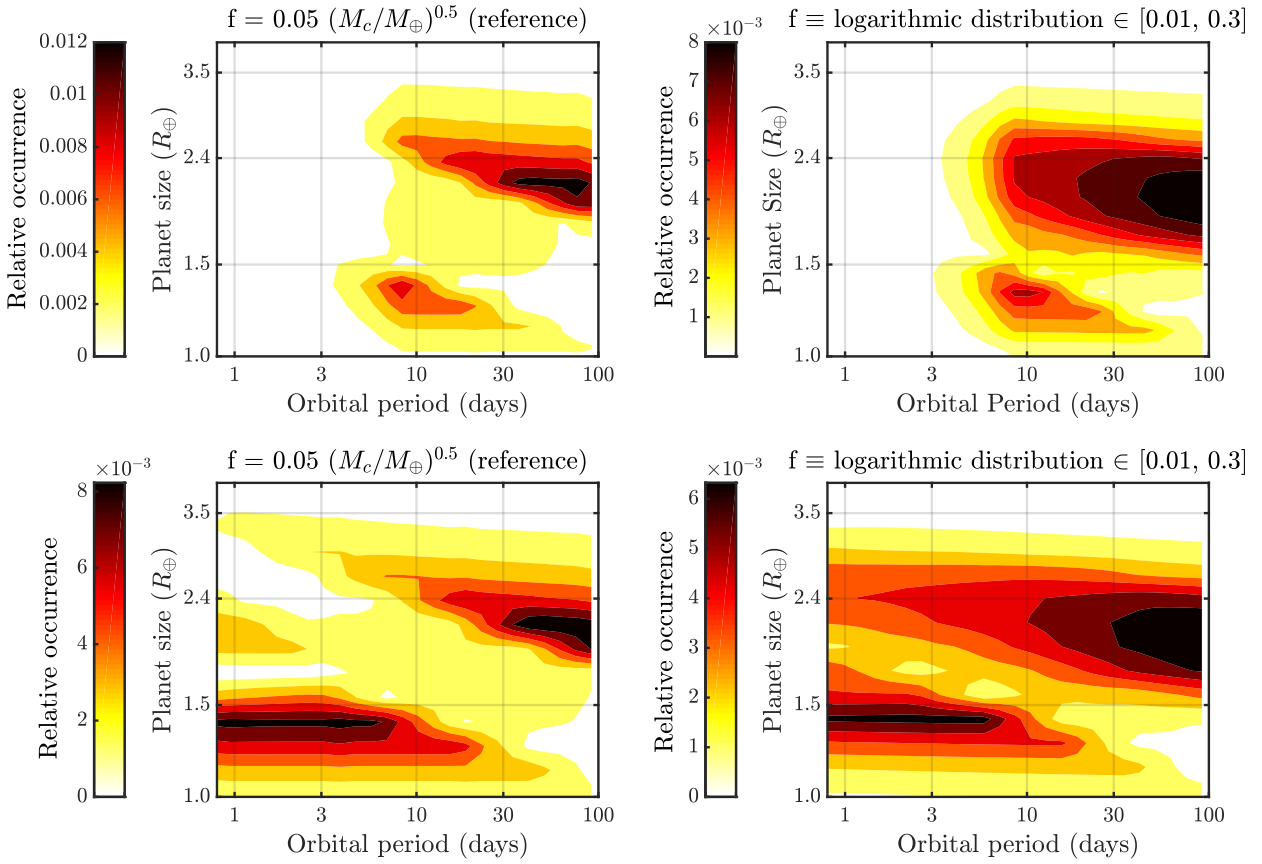 f = 0.05 (M_c/M_⊕)^0.5 (reference)
Relative occurrence
0.012
0.01
0.008
0.006
0.004
0.002
0
Planet size (R_⊕)
3.5
2.4
1.5
1.0
1 3 10 30 100
Orbital period (days)
f ≡ logarithmic distribution ∈ [0.01, 0.3]
×10^-3
Relative occurrence
8
7
6
5
4
3
2
1
Planet Size (R_⊕)
3.5
2.4
1.5
1.0
1 3 10 30 100
Orbital Period (days)
f = 0.05 (M_c/M_⊕)^0.5 (reference)
×10^-3
Relative occurrence
8
6
4
2
0
Planet size (R_⊕)
3.5
2.4
1.5
1.0
1 3 10 30 100
Orbital period (days)
f ≡ logarithmic distribution ∈ [0.01, 0.3]
×10^-3
Relative occurrence
6
5
4
3
2
1
0
Planet size (R_⊕)
3.5
2.4
1.5
1.0
1 3 10 30 100
Orbital period (days)